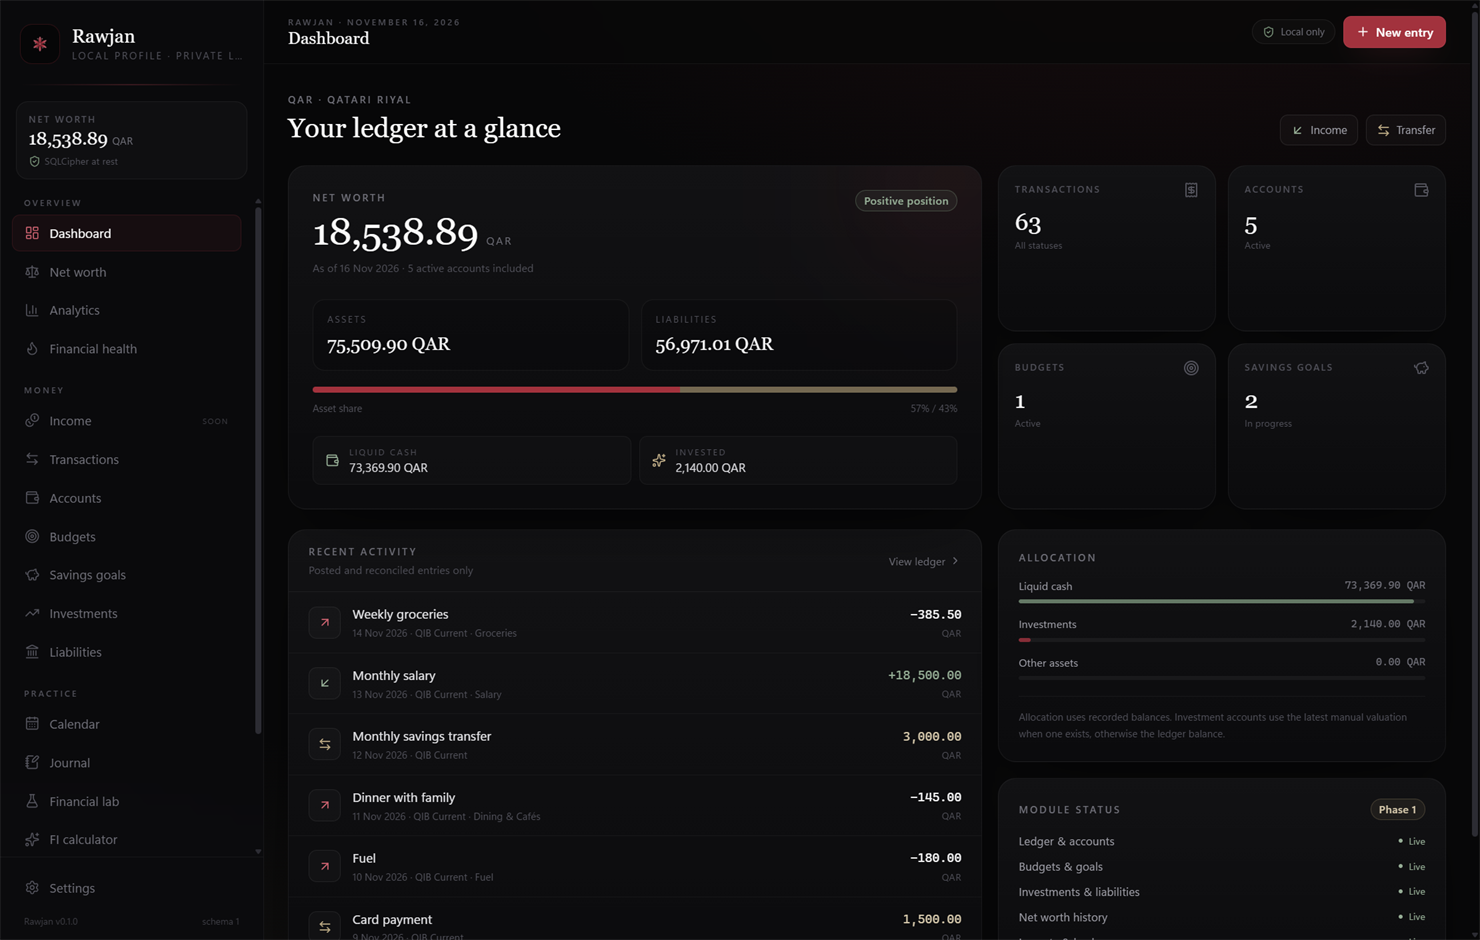 Rawjan
LOCAL PROFILE · PRIVATE L...
NET WORTH
18,538.89 QAR
SQLCipher at rest
OVERVIEW
Dashboard
Net worth
Analytics
Financial health
MONEY
Income SOON
Transactions
Accounts
Budgets
Savings goals
Investments
Liabilities
PRACTICE
Calendar
Journal
Financial lab
FI calculator
Settings
Rawjan v0.1.0 schema 1
RAWJAN · NOVEMBER 16, 2026
Dashboard
Local only
New entry
QAR · QATARI RIYAL
Your ledger at a glance
Income
Transfer
NET WORTH
Positive position
18,538.89 QAR
As of 16 Nov 2026 · 5 active accounts included
ASSETS
75,509.90 QAR
LIABILITIES
56,971.01 QAR
Asset share 57% / 43%
LIQUID CASH
73,369.90 QAR
INVESTED
2,140.00 QAR
TRANSACTIONS
63
All statuses
ACCOUNTS
5
Active
BUDGETS
1
Active
SAVINGS GOALS
2
In progress
RECENT ACTIVITY
Posted and reconciled entries only
View ledger
Weekly groceries −385.50
14 Nov 2026 · QIB Current · Groceries QAR
Monthly salary +18,500.00
13 Nov 2026 · QIB Current · Salary QAR
Monthly savings transfer 3,000.00
12 Nov 2026 · QIB Current QAR
Dinner with family −145.00
11 Nov 2026 · QIB Current · Dining & Cafés QAR
Fuel −180.00
10 Nov 2026 · QIB Current · Fuel QAR
Card payment 1,500.00
9 Nov 2026 · QIB Current QAR
ALLOCATION
Liquid cash 73,369.90 QAR
Investments 2,140.00 QAR
Other assets 0.00 QAR
Allocation uses recorded balances. Investment accounts use the latest manual valuation
when one exists, otherwise the ledger balance.
MODULE STATUS Phase 1
Ledger & accounts • Live
Budgets & goals • Live
Investments & liabilities • Live
Net worth history • Live